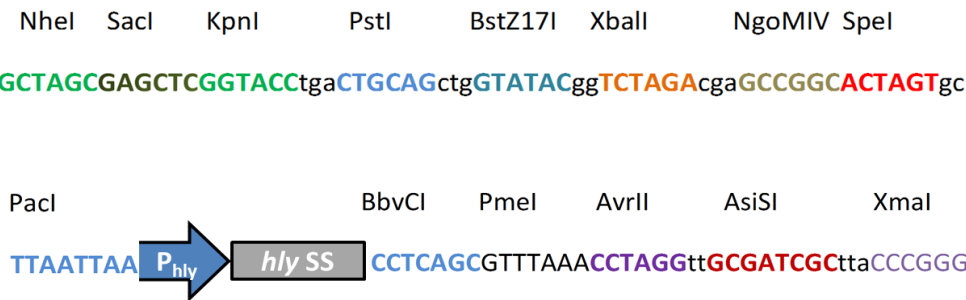 NheI SacI KpnI PstI BstZ17I XbaII NgoMIV SpeI
GCTAGCGAGCTCGGTACCtgaCTGCAGctgGTATACggTCTAGAcgaGCCGGCACTAGTgc
PacI BbvCI PmeI AvrII AsiSI XmaI
TTAATTAA Phly hly SS CCTCAGCGTTTAAACCTAGGttGCGATCGCttaCCCGGG